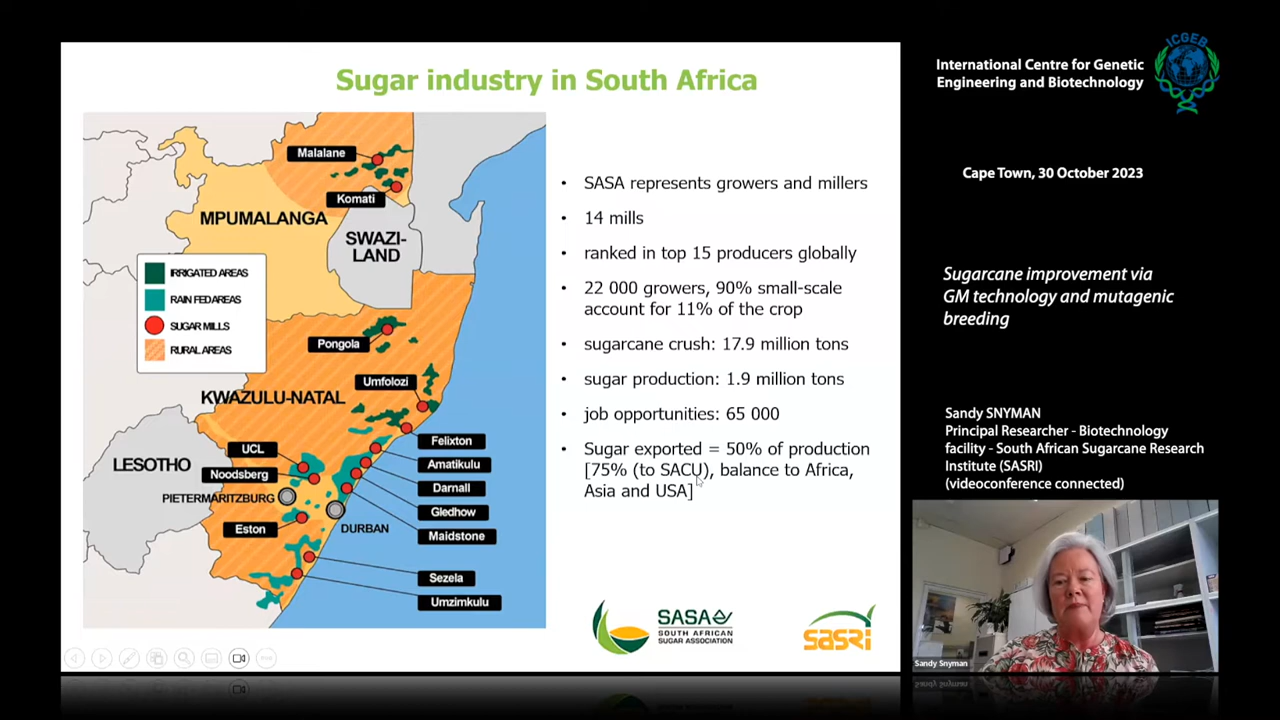 Sugar industry in South Africa
Malalane
Komati
MPUMALANGA
SWAZI-
LAND
IRRIGATED AREAS
RAIN FED AREAS
SUGAR MILLS
RURAL AREAS
Pongola
Umfolozi
KWAZULU-NATAL
UCL
Felixton
LESOTHO
Noodsberg
Amatikulu
Darnall
PIETERMARITZBURG
Gledhow
Eston
DURBAN
Maidstone
Sezela
Umzimkulu
• SASA represents growers and millers
• 14 mills
• ranked in top 15 producers globally
• 22 000 growers, 90% small-scale
account for 11% of the crop
• sugarcane crush: 17.9 million tons
• sugar production: 1.9 million tons
• job opportunities: 65 000
• Sugar exported = 50% of production
[75% (to SACU), balance to Africa,
Asia and USA]
SASA
SOUTH AFRICAN
SUGAR ASSOCIATION
sasri
International Centre for Genetic
Engineering and Biotechnology
ICGEB
Cape Town, 30 October 2023
Sugarcane improvement via
GM technology and mutagenic
breeding
Sandy SNYMAN
Principal Researcher - Biotechnology
facility - South African Sugarcane Research
Institute (SASRI)
(videoconference connected)
Sandy Snyman